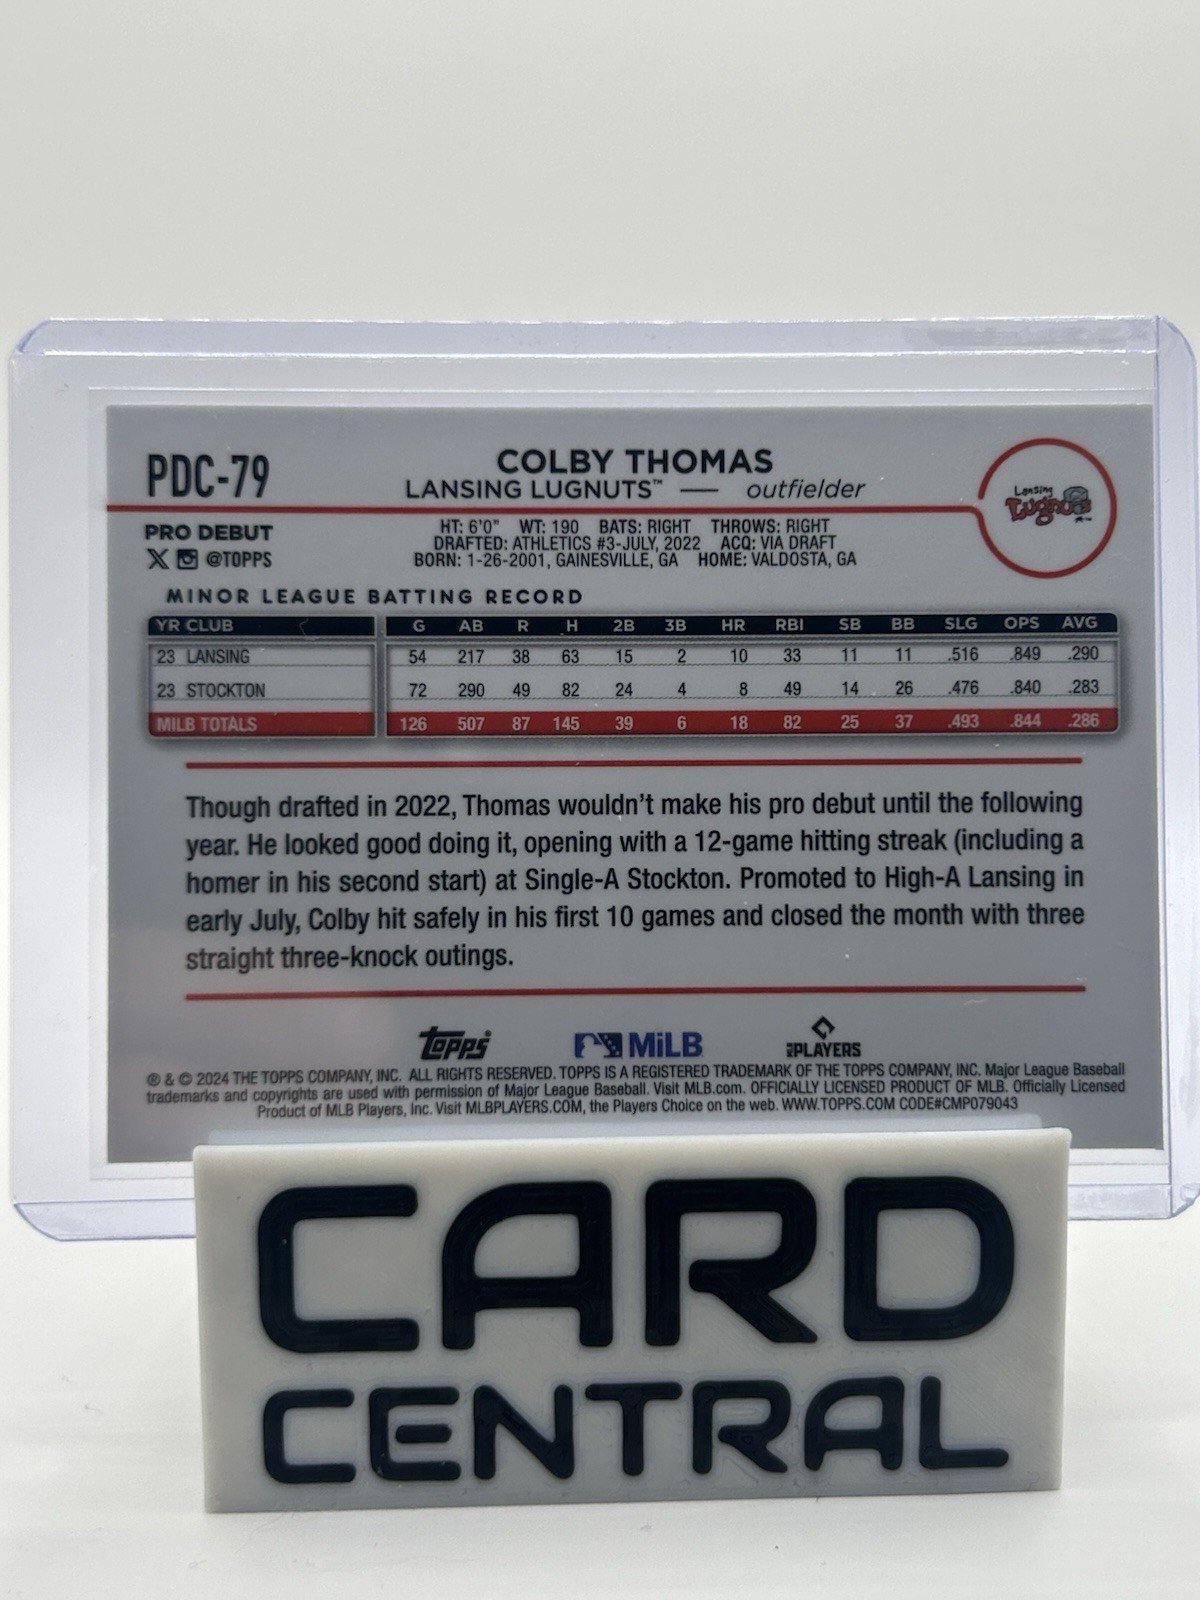 PDC-79
COLBY THOMAS
LANSING LUGNUTS™ — outfielder
Lansing Lugnuts
PRO DEBUT
@TOPPS
HT: 6'0" WT: 190 BATS: RIGHT THROWS: RIGHT
DRAFTED: ATHLETICS #3-JULY, 2022 ACQ: VIA DRAFT
BORN: 1-26-2001, GAINESVILLE, GA HOME: VALDOSTA, GA
MINOR LEAGUE BATTING RECORD
YR CLUB G AB R H 2B 3B HR RBI SB BB SLG OPS AVG
23 LANSING 54 217 38 63 15 2 10 33 11 11 .516 .849 .290
23 STOCKTON 72 290 49 82 24 4 8 49 14 26 .476 .840 .283
MILB TOTALS 126 507 87 145 39 6 18 82 25 37 .493 .844 .286
Though drafted in 2022, Thomas wouldn't make his pro debut until the following
year. He looked good doing it, opening with a 12-game hitting streak (including a
homer in his second start) at Single-A Stockton. Promoted to High-A Lansing in
early July, Colby hit safely in his first 10 games and closed the month with three
straight three-knock outings.
Topps MiLB MLB PLAYERS
® & © 2024 THE TOPPS COMPANY, INC. ALL RIGHTS RESERVED. TOPPS IS A REGISTERED TRADEMARK OF THE TOPPS COMPANY, INC. Major League Baseball
trademarks and copyrights are used with permission of Major League Baseball. Visit MLB.com. OFFICIALLY LICENSED PRODUCT OF MLB. Officially Licensed
Product of MLB Players, Inc. Visit MLBPLAYERS.COM, the Players Choice on the web. WWW.TOPPS.COM CODE#CMP079043
CARD
CENTRAL